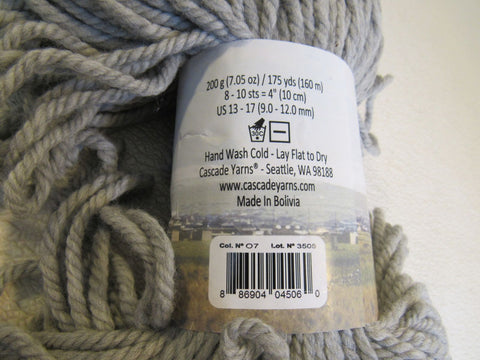 200 g (7.05 oz) / 175 yds (160 m)
8 - 10 sts = 4" (10 cm)
US 13 - 17 (9.0 - 12.0 mm)
Hand Wash Cold - Lay Flat to Dry
Cascade Yarns® - Seattle, WA 98188
www.cascadeyarns.com
Made In Bolivia
Col. Nº 07 Lot. Nº 3505
8 86904 04506 0